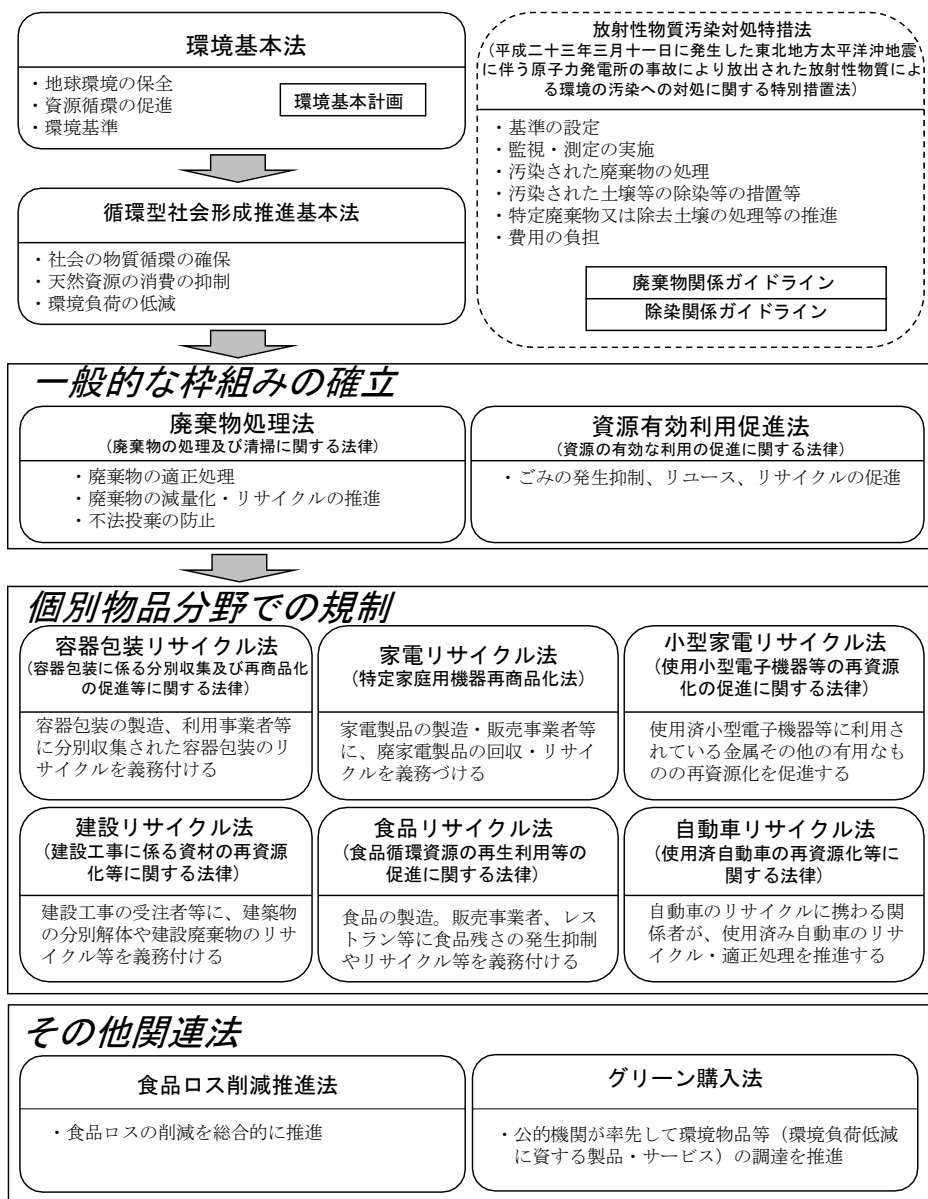 環境基本法
・地球環境の保全
・資源循環の促進
・環境基準
環境基本計画
循環型社会形成推進基本法
・社会の物質循環の確保
・天然資源の消費の抑制
・環境負荷の低減
放射性物質汚染対処特措法
(平成二十三年三月十一日に発生した東北地方太平洋沖地震
に伴う原子力発電所の事故により放出された放射性物質によ
る環境の汚染への対処に関する特別措置法)
・基準の設定
・監視・測定の実施
・汚染された廃棄物の処理
・汚染された土壌等の除染等の措置等
・特定廃棄物又は除去土壌の処理等の推進
・費用の負担
廃棄物関係ガイドライン
除染関係ガイドライン
一般的な枠組みの確立
廃棄物処理法
(廃棄物の処理及び清掃に関する法律)
・廃棄物の適正処理
・廃棄物の減量化・リサイクルの推進
・不法投棄の防止
資源有効利用促進法
(資源の有効な利用の促進に関する法律)
・ごみの発生抑制、リユース、リサイクルの促進
個別物品分野での規制
容器包装リサイクル法
(容器包装に係る分別収集及び再商品化
の促進等に関する法律)
容器包装の製造、利用事業者等
に分別収集された容器包装のリ
サイクルを義務付ける
家電リサイクル法
(特定家庭用機器再商品化法)
家電製品の製造・販売事業者等
に、廃家電製品の回収・リサイ
クルを義務づける
小型家電リサイクル法
(使用小型電子機器等の再資源
化の促進に関する法律)
使用済小型電子機器等に利用さ
れている金属その他の有用なも
のの再資源化を促進する
建設リサイクル法
(建設工事に係る資材の再資源
化等に関する法律)
建設工事の受注者等に、建築物
の分別解体や建設廃棄物のリサ
イクル等を義務付ける
食品リサイクル法
(食品循環資源の再生利用等の
促進に関する法律)
食品の製造。販売事業者、レス
トラン等に食品残さの発生抑制
やリサイクル等を義務付ける
自動車リサイクル法
(使用済自動車の再資源化等に
関する法律)
自動車のリサイクルに携わる関
係者が、使用済み自動車のリサ
イクル・適正処理を推進する
その他関連法
食品ロス削減推進法
・食品ロスの削減を総合的に推進
グリーン購入法
・公的機関が率先して環境物品等(環境負荷低減
に資する製品・サービス)の調達を推進